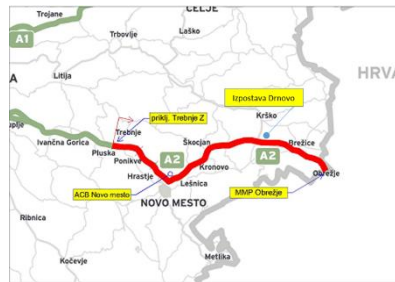 Trojane
CELJE
A1
Trbovlje
Laško
Litija
HRVA
Izpostava Drnovo
Krško
priklj. Trebnje Z
Trebnje
Ivančna Gorica
Pluska
Ponikve
Škocjan
A2
Brežice
A2
Hrastje
Kronovo
Obrežje
ACB Novo mesto
Lešnica
MMP Obrežje
NOVO MESTO
Ribnica
Metlika
Kočevje